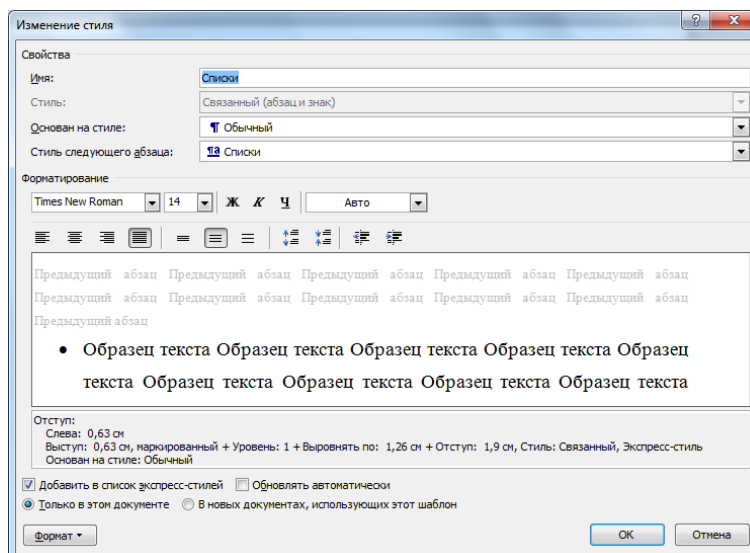 Изменение стиля
Свойства
Имя: Списки
Стиль: Связанный (абзац и знак)
Основан на стиле: ¶ Обычный
Стиль следующего абзаца: ¶a Списки
Форматирование
Times New Roman 14 Ж К Ч Авто
Предыдущий абзац Предыдущий абзац Предыдущий абзац Предыдущий абзац Предыдущий абзац
Предыдущий абзац Предыдущий абзац Предыдущий абзац Предыдущий абзац Предыдущий абзац
Предыдущий абзац
• Образец текста Образец текста Образец текста Образец текста Образец
текста Образец текста Образец текста Образец текста Образец текста
Отступ:
Слева: 0,63 см
Выступ: 0,63 см, маркированный + Уровень: 1 + Выровнять по: 1,26 см + Отступ: 1,9 см, Стиль: Связанный, Экспресс-стиль
Основан на стиле: Обычный
Добавить в список экспресс-стилей Обновлять автоматически
Только в этом документе В новых документах, использующих этот шаблон
Формат ОК Отмена